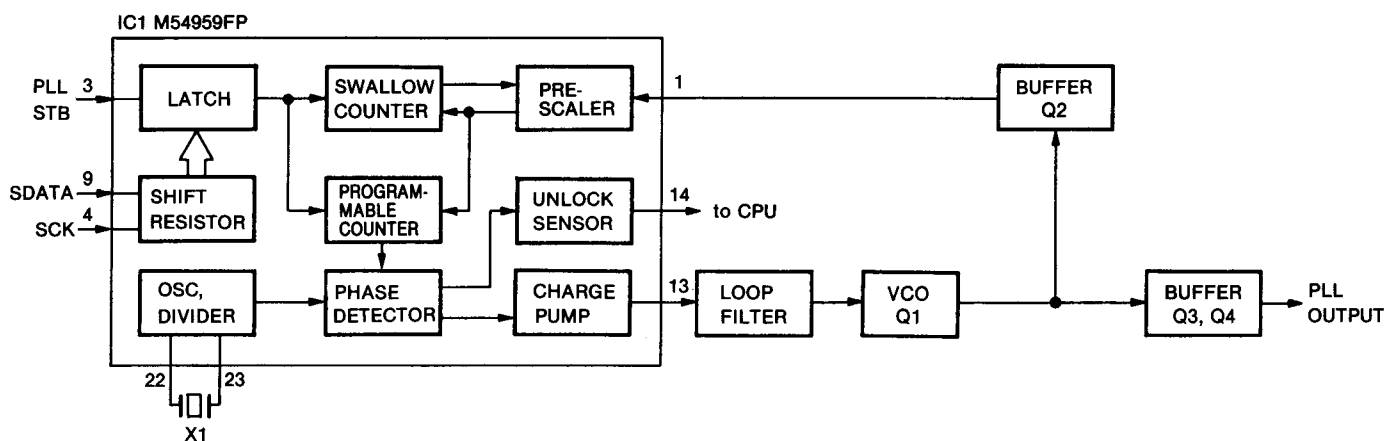 IC1 M54959FP
PLL
STB
3
LATCH
SWALLOW
COUNTER
PRE-
SCALER
1
BUFFER
Q2
SDATA
9
SCK
4
SHIFT
RESISTOR
PROGRAM-
MABLE
COUNTER
UNLOCK
SENSOR
14
to CPU
OSC,
DIVIDER
PHASE
DETECTOR
CHARGE
PUMP
13
LOOP
FILTER
VCO
Q1
BUFFER
Q3, Q4
PLL
OUTPUT
22
23
X1